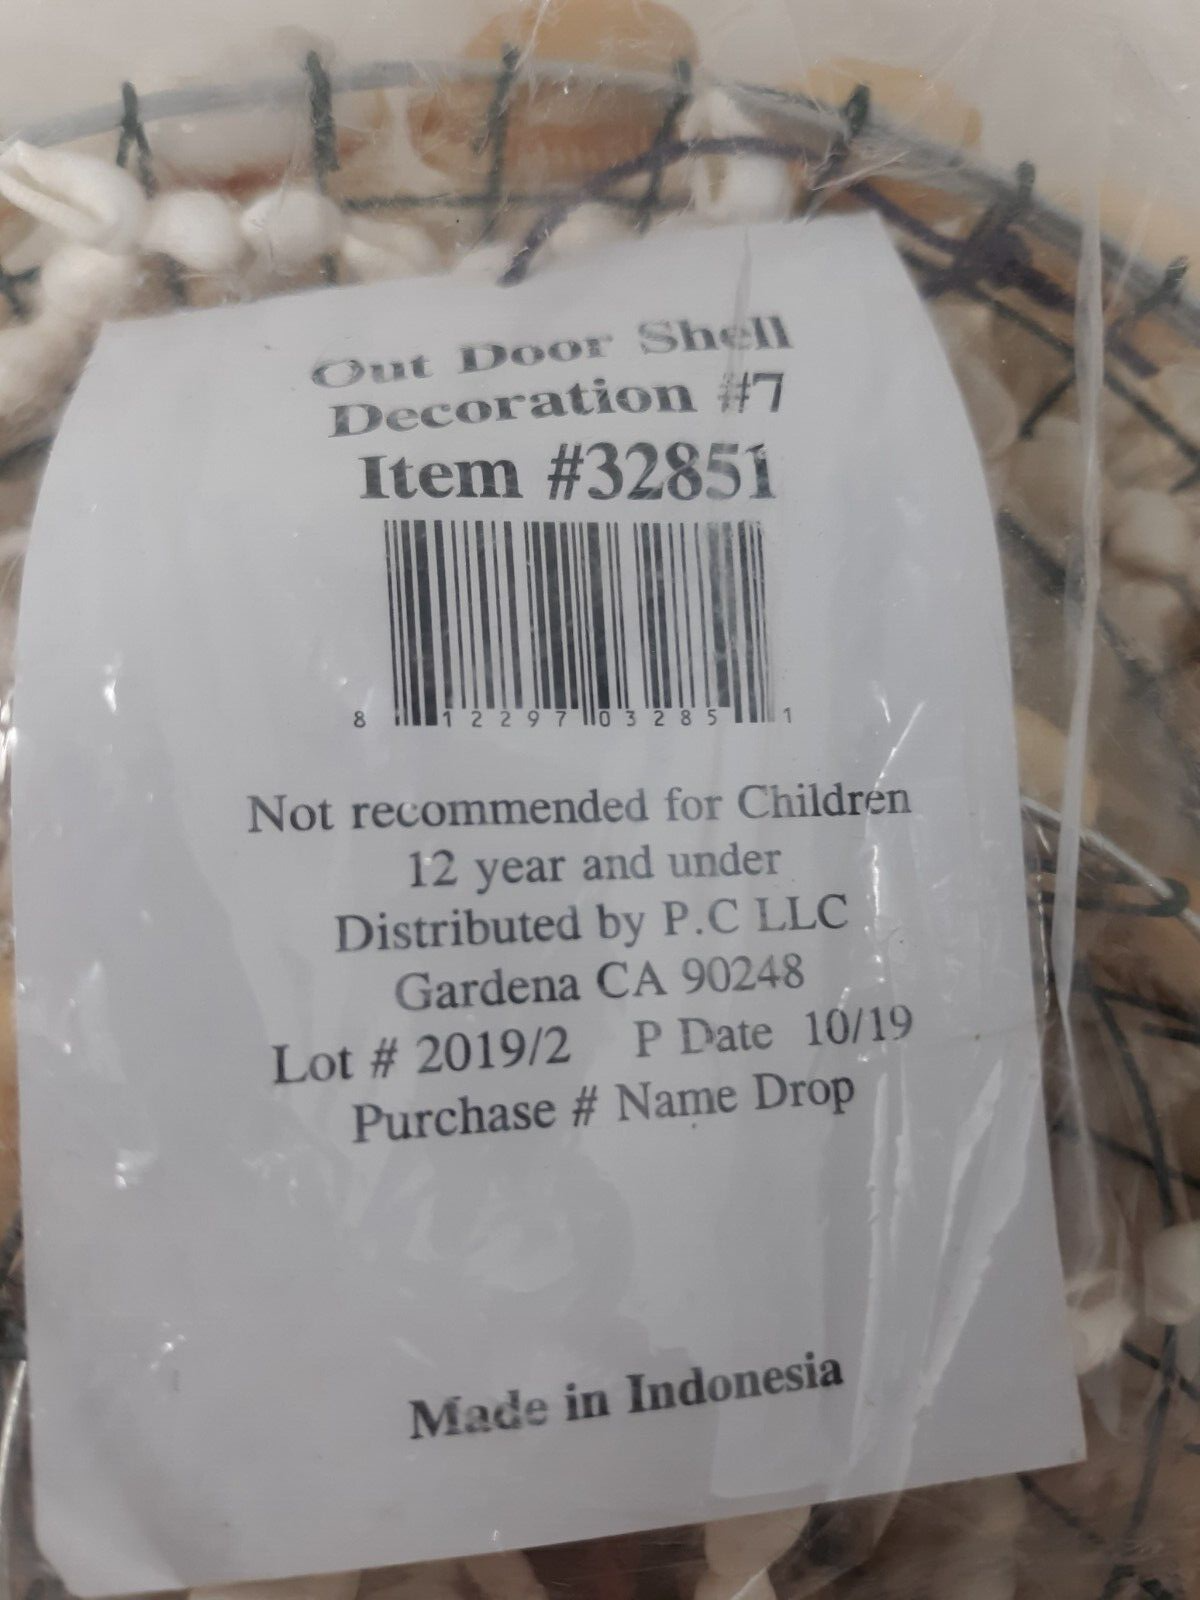 Out Door Shell
Decoration #7
Item #32851
8 12297 03285 1
Not recommended for Children
12 year and under
Distributed by P.C LLC
Gardena CA 90248
Lot # 2019/2 P Date 10/19
Purchase # Name Drop
Made in Indonesia